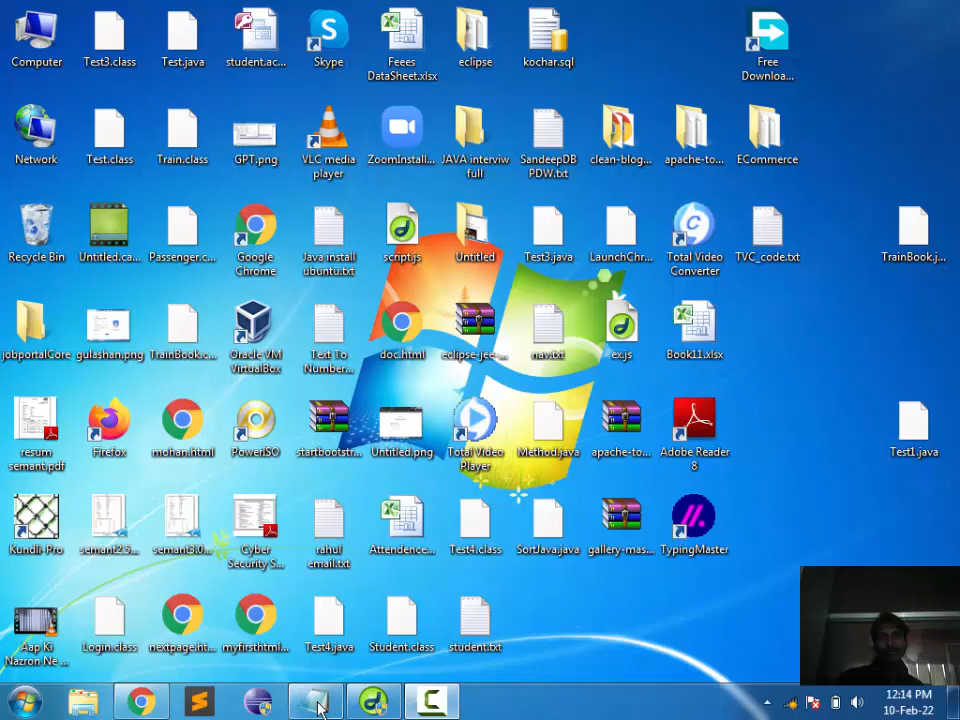 Computer
Test3.class
Test.java
student.ac...
Skype
Feees DataSheet.xlsx
eclipse
kochar.sql
Free Downloa...
Network
Test.class
Train.class
GPT.png
VLC media player
ZoomInstall...
JAVA interviw full
SandeepDB PDW.txt
clean-blog...
apache-to...
ECommerce
Recycle Bin
Untitled.ca...
Passenger.c...
Google Chrome
Java install ubuntu.txt
script.js
Untitled
Test3.java
LaunchChr...
Total Video Converter
TVC_code.txt
TrainBook.j...
jobportalCore
gulashan.png
TrainBook.c...
Oracle VM VirtualBox
Text To Number...
doc.html
eclipse-jee-...
nav.txt
ex.js
Book11.xlsx
resum semanti.pdf
Firefox
mohan.html
PowerISO
startbootstr...
Untitled.png
Total Video Player
Method.java
apache-to...
Adobe Reader 8
Test1.java
Kundli-Pro
semant2.5...
semant3.0...
Cyber Security S...
rahul email.txt
Attendence...
Test4.class
SortJava.java
gallery-mas...
TypingMaster
Aap Ki Nazron Ne ...
Login.class
nextpage.ht...
myfirsthtml...
Test4.java
Student.class
student.txt
12:14 PM
10-Feb-22